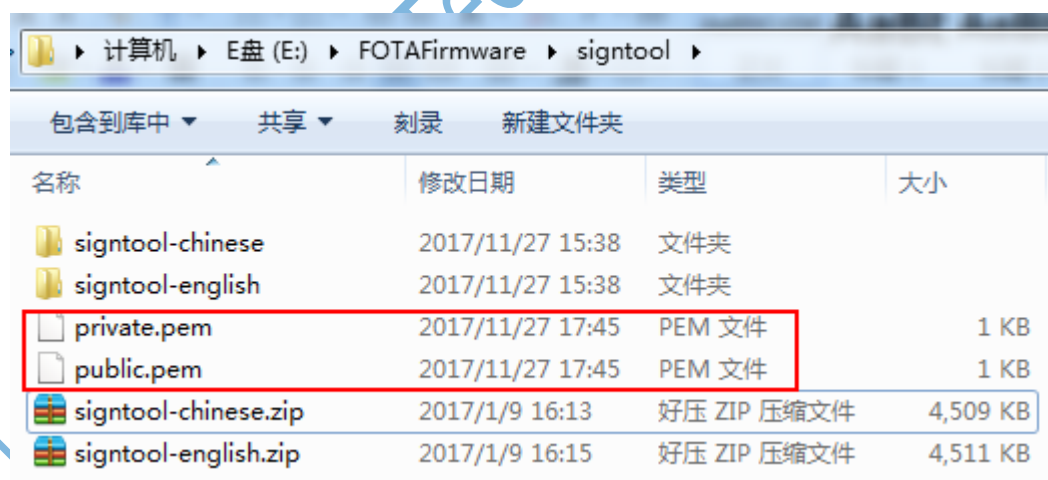 计算机 E盘 (E:) FOTAFirmware signtool
包含到库中 共享 刻录 新建文件夹
名称 修改日期 类型 大小
signtool-chinese 2017/11/27 15:38 文件夹
signtool-english 2017/11/27 15:38 文件夹
private.pem 2017/11/27 17:45 PEM 文件 1 KB
public.pem 2017/11/27 17:45 PEM 文件 1 KB
signtool-chinese.zip 2017/1/9 16:13 好压 ZIP 压缩文件 4,509 KB
signtool-english.zip 2017/1/9 16:15 好压 ZIP 压缩文件 4,511 KB